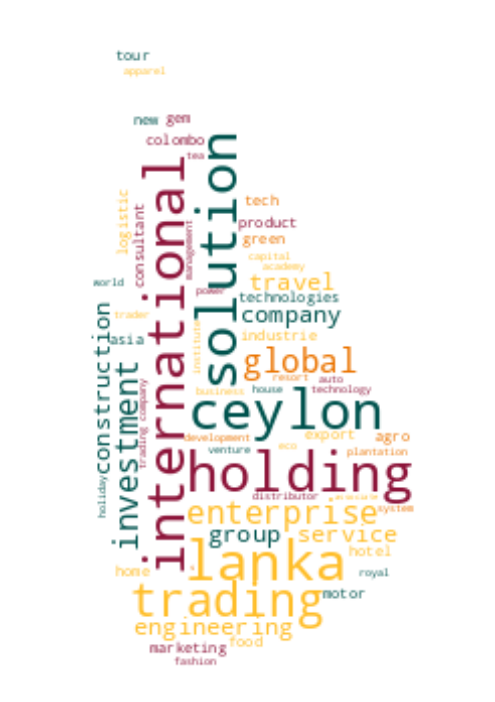 tour
apparel
new
gem
colombo
tea
international
solution
logistic
consultant
management
tech
product
green
capital
academy
travel
world
power
technologies
company
trader
construction
asia
institute
industrie
global
investment
trading company
resort
auto
business
house
technology
ceylon
development
venture
eco
export
agro
plantation
holding
holiday
distributor
enterprise
system
group
service
lanka
hotel
home
royal
trading
motor
engineering
food
marketing
fashion